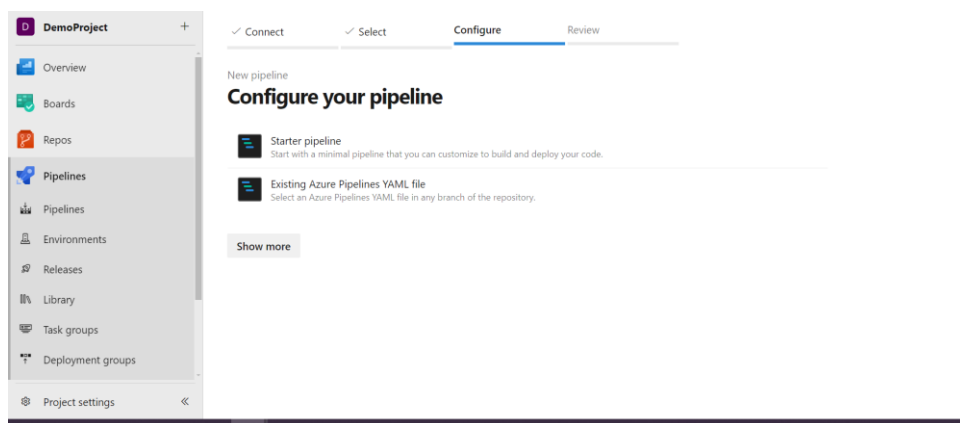 D DemoProject +
Overview
Boards
Repos
Pipelines
Pipelines
Environments
Releases
Library
Task groups
Deployment groups
Project settings
Connect Select Configure Review
New pipeline
Configure your pipeline
Starter pipeline
Start with a minimal pipeline that you can customize to build and deploy your code.
Existing Azure Pipelines YAML file
Select an Azure Pipelines YAML file in any branch of the repository.
Show more